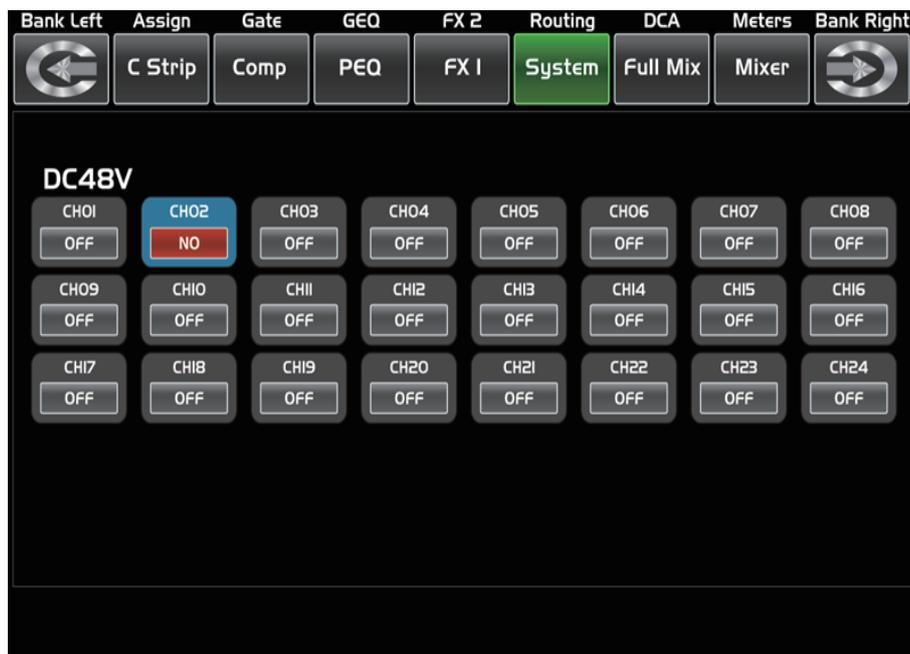 Bank Left Assign Gate GEQ FX 2 Routing DCA Meters Bank Right
C Strip Comp PEQ FX 1 System Full Mix Mixer
DC48V
CH01 CH02 CH03 CH04 CH05 CH06 CH07 CH08
OFF NO OFF OFF OFF OFF OFF OFF
CH09 CH10 CH11 CH12 CH13 CH14 CH15 CH16
OFF OFF OFF OFF OFF OFF OFF OFF
CH17 CH18 CH19 CH20 CH21 CH22 CH23 CH24
OFF OFF OFF OFF OFF OFF OFF OFF